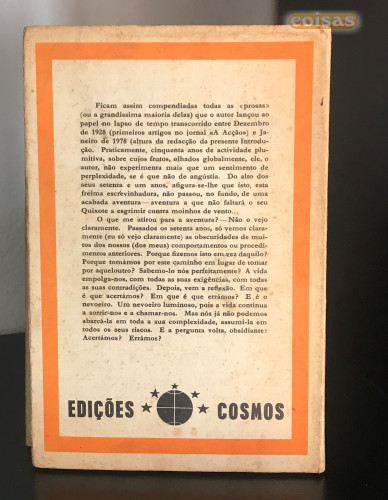 coisas
Ficam assim compendiadas todas as «prosas»
(ou a grandíssima maioria delas) que o autor lançou ao
papel no lapso de tempo transcorrido entre Dezembro
de 1928 (primeiros artigos no jornal «A Acção») e Ja-
neiro de 1978 (altura da redacção da presente Introdu-
ção. Praticamente, cinquenta anos de actividade plu-
mitiva, sobre cujos frutos, olhados globalmente, ele, o
autor, não experimenta mais que um sentimento de
perplexidade, se é que não de angústia. Do alto dos
seus setenta e um anos, afigura-se-lhe que isto, esta
freima escrevinhadora, não passou, no fundo, de uma
acabada aventura — aventura a que não faltará o seu
Quixote a esgrimir contra moinhos de vento...
O que me atirou para a aventura? — Não o vejo
claramente. Passados os setenta anos, só vemos clara-
mente (eu só vejo claramente) as obscuridades de mui-
tos dos nossos (dos meus) comportamentos ou procedi-
mentos anteriores. Porque fizemos isto em vez daquilo?
Porque tomámos por este caminho em lugar de tomar
por aqueloutro? Sabemo-lo nós perfeitamente? A vida
empolga-nos, com todas as suas exigências, com todas
as suas contradições. Depois, vem a reflexão. Em que
é que acertámos? Em que é que errámos? E é o
nevoeiro. Um nevoeiro luminoso, pois a vida continua
a sorrir-nos e a chamar-nos. Mas nós já não podemos
abarcá-la em toda a sua complexidade, assumi-la em
todos os seus riscos. E a pergunta volta, obsidiante:
Acertámos? Errámos?
EDIÇÕES COSMOS